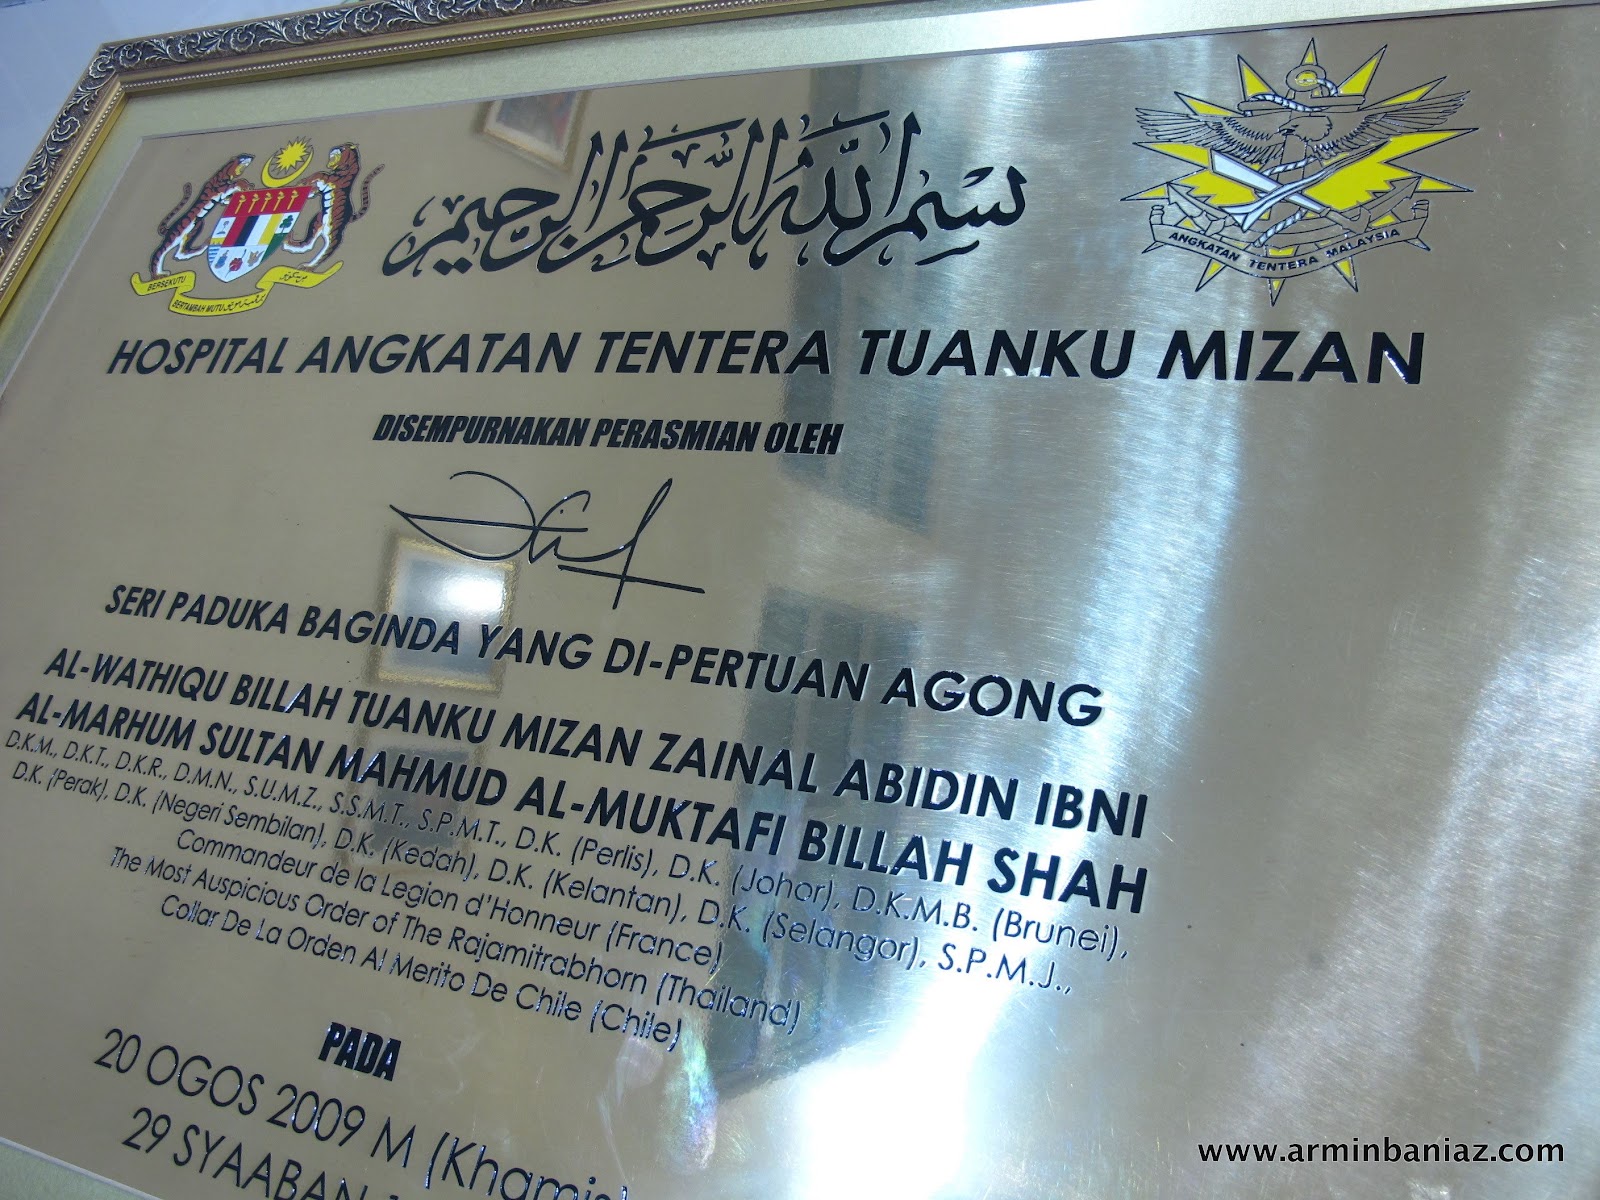 بسم الله الرحمن الرحيم
BERSEKUTU
BERTAMBAH MUTU
ANGKATAN TENTERA MALAYSIA
HOSPITAL ANGKATAN TENTERA TUANKU MIZAN
DISEMPURNAKAN PERASMIAN OLEH
SERI PADUKA BAGINDA YANG DI-PERTUAN AGONG
AL-WATHIQU BILLAH TUANKU MIZAN ZAINAL ABIDIN IBNI
AL-MARHUM SULTAN MAHMUD AL-MUKTAFI BILLAH SHAH
D.K.M., D.K.T., D.K.R., D.M.N., S.U.M.Z., S.S.M.T., S.P.M.T., D.K. (Perlis), D.K. (Johor), D.K.M.B. (Brunei),
D.K. (Perak), D.K. (Negeri Sembilan), D.K. (Kedah), D.K. (Kelantan), D.K. (Selangor), S.P.M.J.,
Commandeur de la Legion d'Honneur (France)
The Most Auspicious Order of The Rajamitrabhorn (Thailand)
Collar De La Orden Al Merito De Chile (Chile)
PADA
20 OGOS 2009 M (Khamis
29 SYAABAN
www.arminbaniaz.com